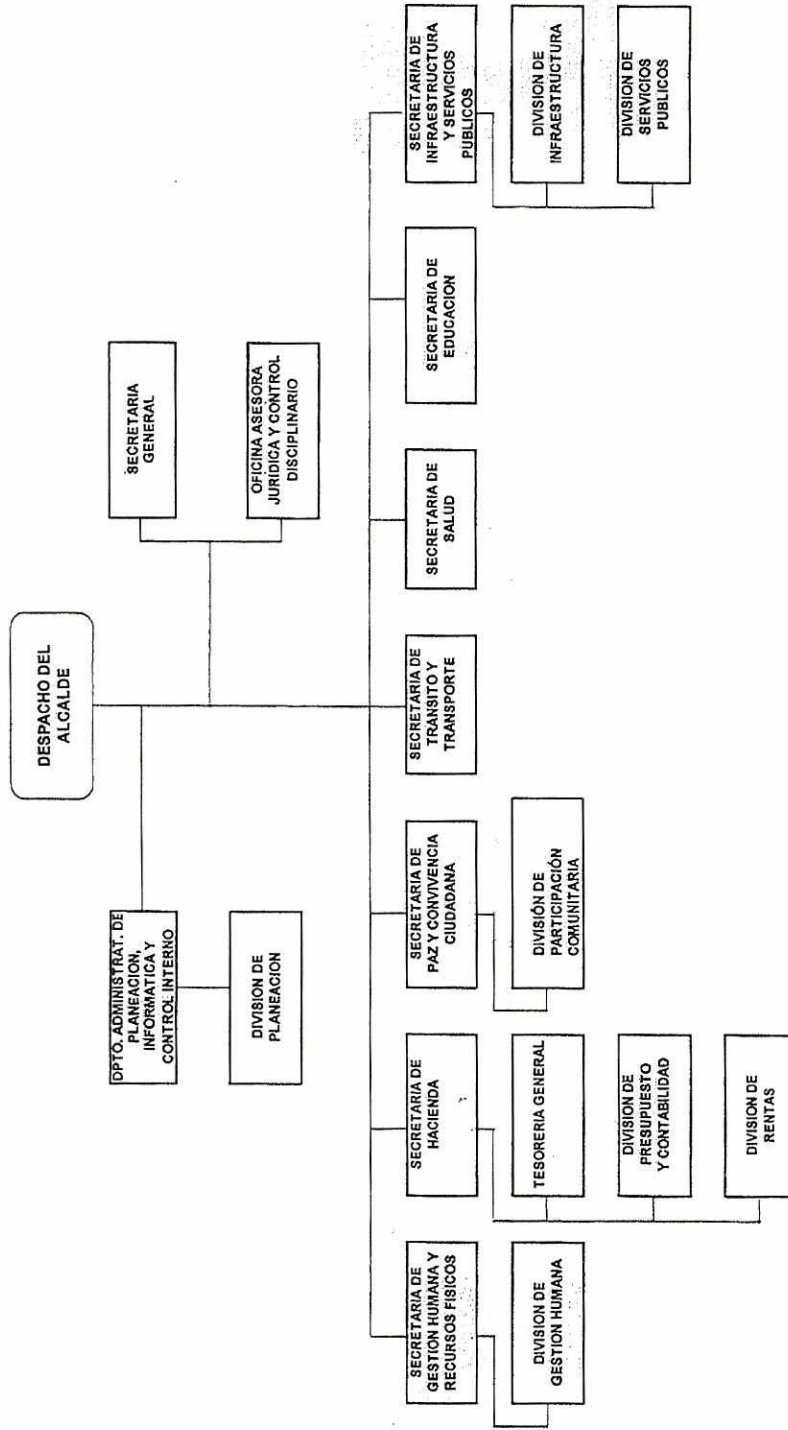 DESPACHO DEL
ALCALDE
DPTO. ADMINISTRAT. DE
PLANEACION,
INFORMATICA Y
CONTROL INTERNO
DIVISION DE
PLANEACION
SECRETARIA
GENERAL
OFICINA ASESORA
JURÍDICA Y CONTROL
DISCIPLINARIO
SECRETARIA DE
GESTION HUMANA Y
RECURSOS FISICOS
DIVISION DE
GESTION HUMANA
SECRETARIA DE
HACIENDA
TESORERIA GENERAL
DIVISION DE
PRESUPUESTO
Y CONTABILIDAD
DIVISION DE
RENTAS
SECRETARIA DE
PAZ Y CONVIVENCIA
CIUDADANA
DIVISIÓN DE
PARTICIPACIÓN
COMUNITARIA
SECRETARIA DE
TRANSITO Y
TRANSPORTE
SECRETARIA DE
SALUD
SECRETARIA DE
EDUCACION
SECRETARIA DE
INFRAESTRUCTURA
Y SERVICIOS
PUBLICOS
DIVISION DE
INFRAESTRUCTURA
DIVISION DE
SERVICIOS
PUBLICOS